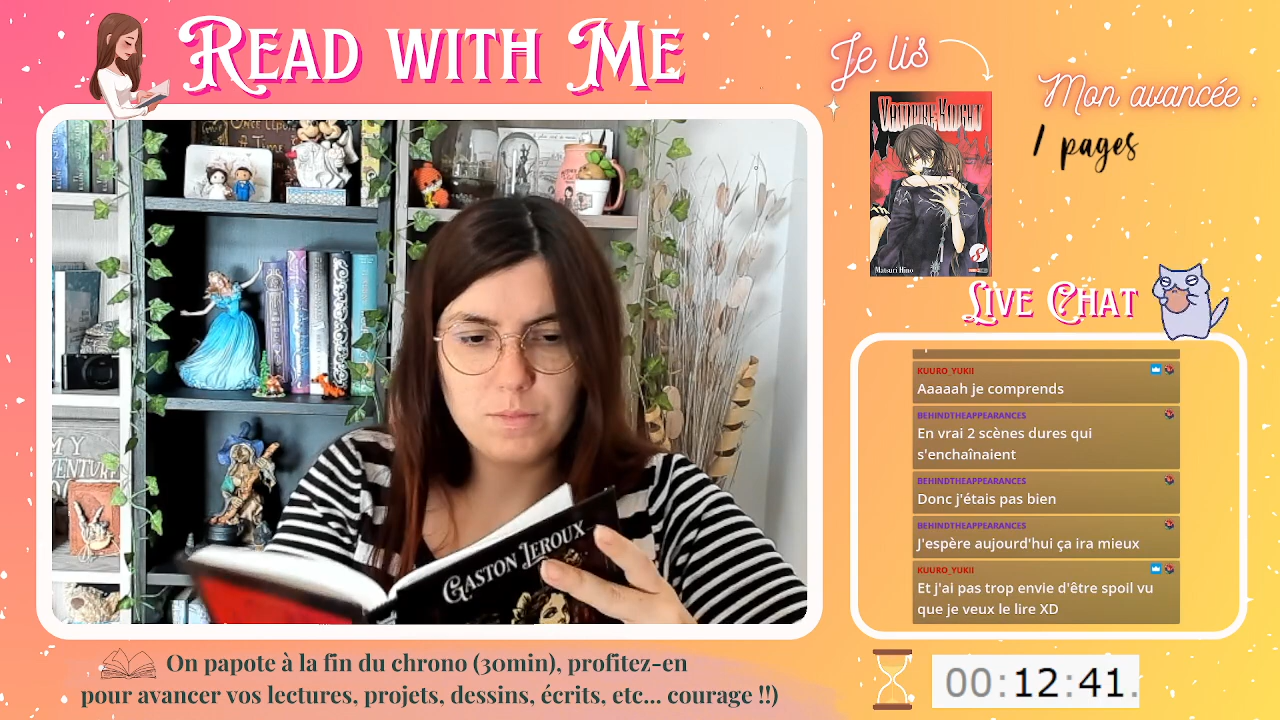 READ WITH ME
Je lis
Mon avancée :
/ pages
Matsuri Hino
8
LIVE CHAT
KUURO_YUKII
Aaaaah je comprends
BEHINDTHEAPPEARANCES
En vrai 2 scènes dures qui
s'enchaînaient
BEHINDTHEAPPEARANCES
Donc j'étais pas bien
BEHINDTHEAPPEARANCES
J'espère aujourd'hui ça ira mieux
KUURO_YUKII
Et j'ai pas trop envie d'être spoil vu
que je veux le lire XD
GASTON LEROUX
On papote à la fin du chrono (30min), profitez-en
pour avancer vos lectures, projets, dessins, écrits, etc... courage !!)
00:12:41.